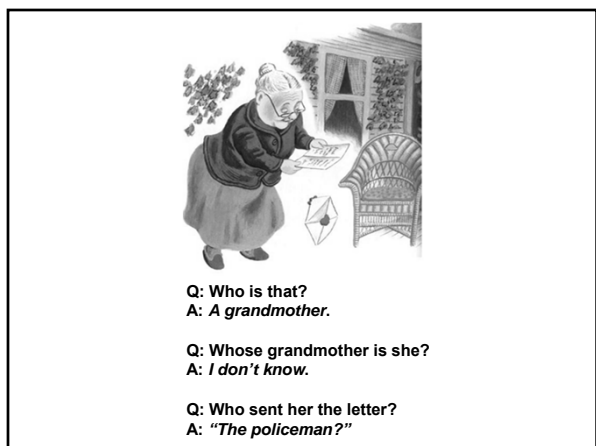 Q: Who is that?
A: A grandmother.
Q: Whose grandmother is she?
A: I don’t know.
Q: Who sent her the letter?
A: “The policeman?”